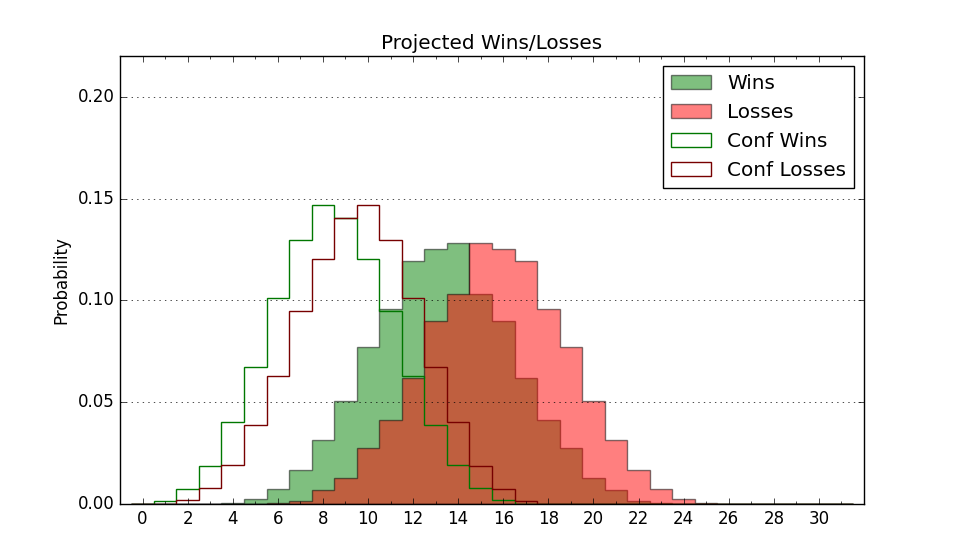 Projected Wins/Losses
Wins
Losses
Conf Wins
Conf Losses
Probability
0.20
0.15
0.10
0.05
0.00
0 2 4 6 8 10 12 14 16 18 20 22 24 26 28 30